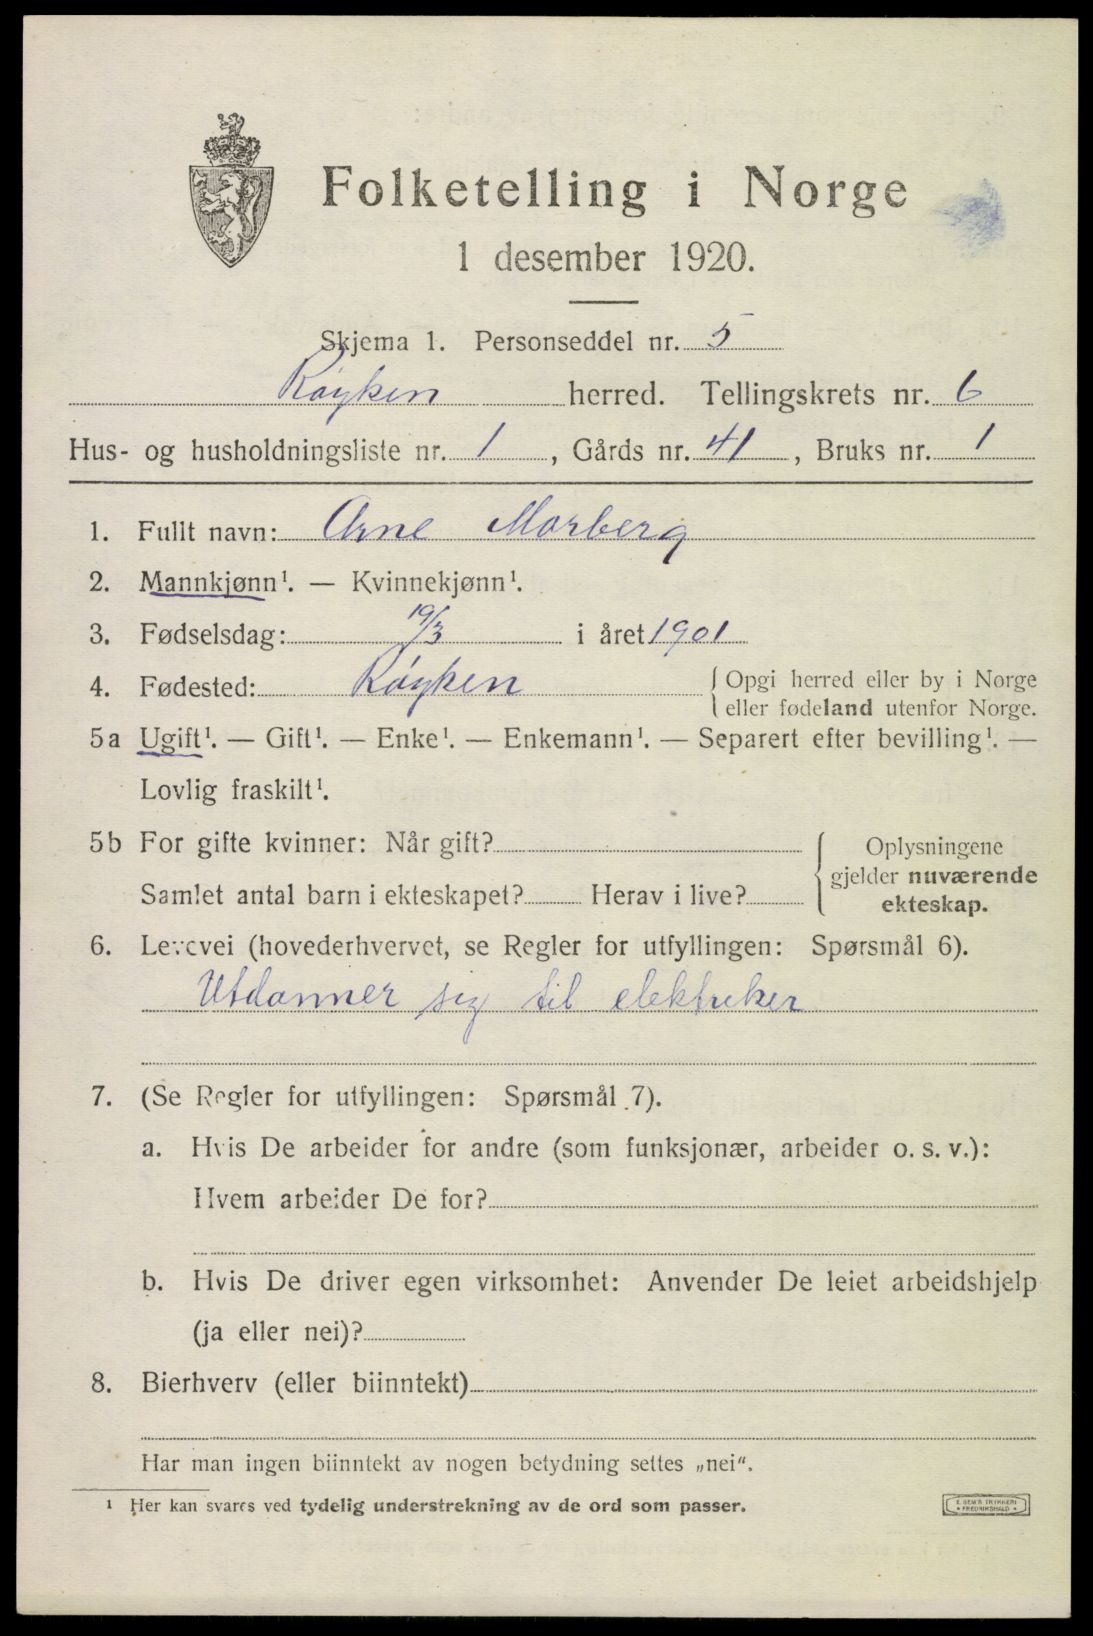 Folketelling i Norge
1 desember 1920.
Skjema 1. Personseddel nr. 5
Røyken herred. Tellingskrets nr. 6
Hus- og husholdningsliste nr. 1, Gårds nr. 41, Bruks nr. 1
1. Fullt navn: Arne Morberg
2. Mannkjønn¹. — Kvinnekjønn¹.
3. Fødselsdag: 19/3 i året 1901
4. Fødested: Røyken { Opgi herred eller by i Norge
eller fødeland utenfor Norge.
5a Ugift¹. — Gift¹. — Enke¹. — Enkemann¹. — Separert efter bevilling¹. —
Lovlig fraskilt¹.
5b For gifte kvinner: Når gift?
Samlet antal barn i ekteskapet? Herav i live?
Oplysningene
gjelder nuværende
ekteskap.
6. Levevei (hovederhvervet, se Regler for utfyllingen: Spørsmål 6).
Utdanner sig til elektriker
7. (Se Regler for utfyllingen: Spørsmål 7).
a. Hvis De arbeider for andre (som funksjonær, arbeider o. s. v.):
Hvem arbeider De for?
b. Hvis De driver egen virksomhet: Anvender De leiet arbeidshjelp
(ja eller nei)?
8. Bierhverv (eller biinntekt)
Har man ingen biinntekt av nogen betydning settes „nei“.
¹ Her kan svares ved tydelig understrekning av de ord som passer.
E. SEM'S TRYKKERI
FREDRIKSHALD